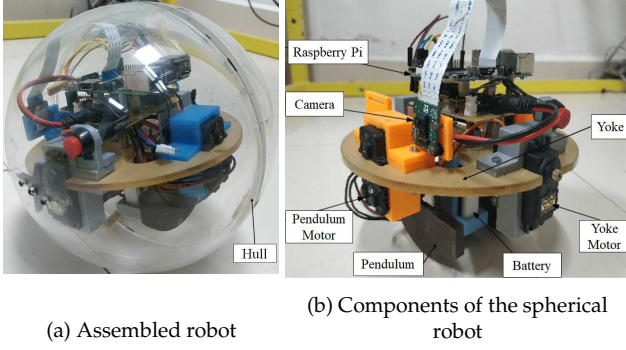 Hull
Raspberry Pi
Camera
Yoke
Pendulum
Motor
Pendulum
Battery
Yoke
Motor
(a) Assembled robot
(b) Components of the spherical
robot